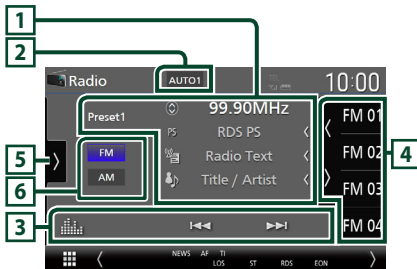 1
2
Radio
AUTO1
TEL
10:00
Preset1
99.90MHz
FM 01
PS
RDS PS
FM
Radio Text
FM 02
4
5
6
AM
Title / Artist
FM 03
3
FM 04
NEWS AF TI
LOS ST RDS EON